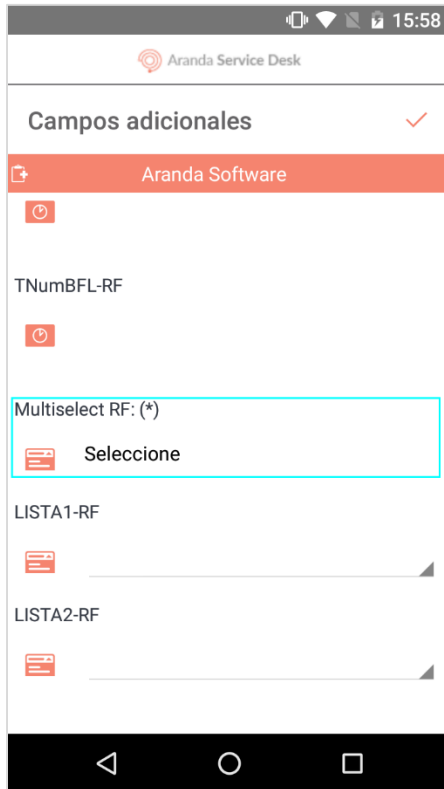 15:58
Aranda Service Desk
Campos adicionales
Aranda Software
TNumBFL-RF
Multiselect RF: (*)
Seleccione
LISTA1-RF
LISTA2-RF